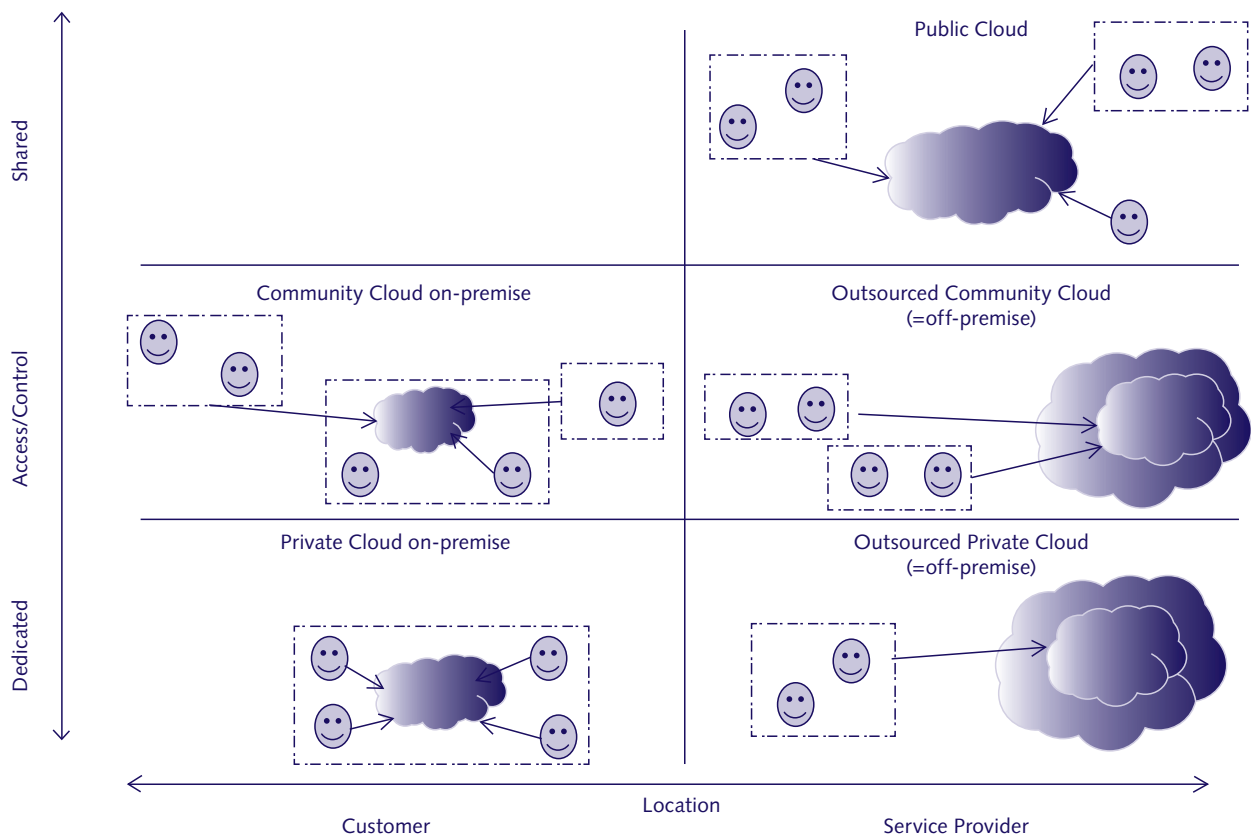 Public Cloud
Shared
Community Cloud on-premise
Outsourced Community Cloud
(=off-premise)
Access/Control
Private Cloud on-premise
Outsourced Private Cloud
(=off-premise)
Dedicated
Location
Customer
Service Provider